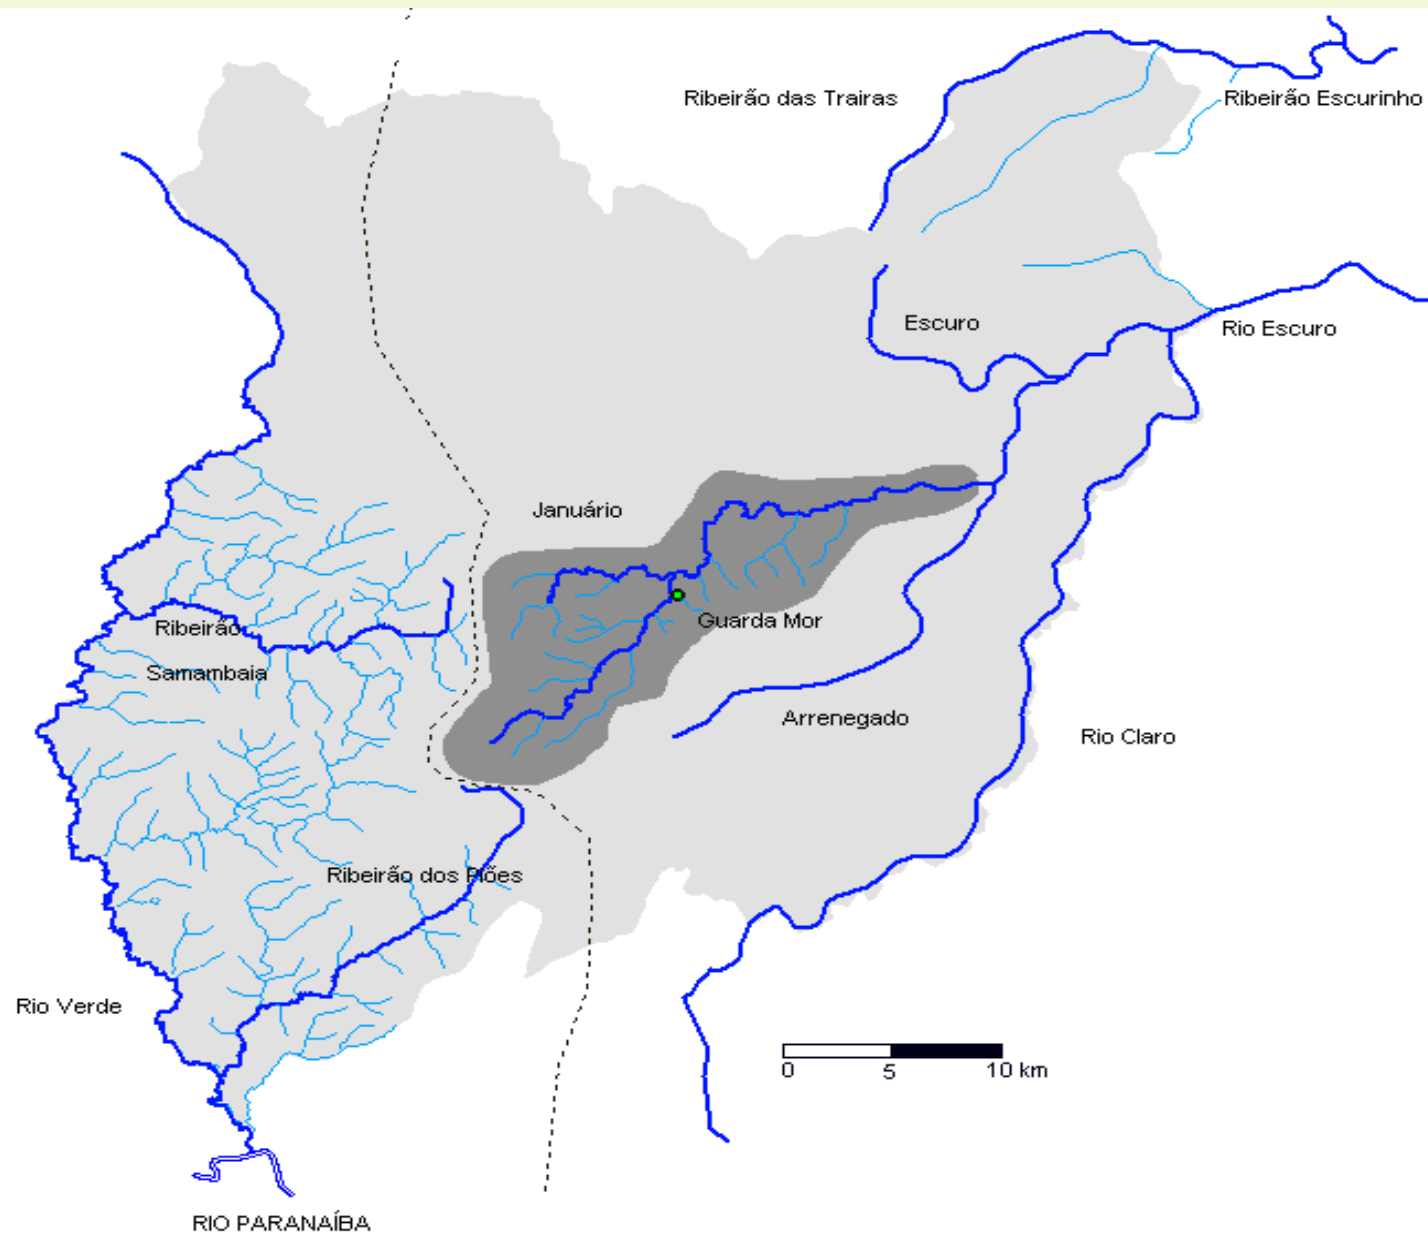 Ribeirão das Trairas
Ribeirão Escurinho
Escuro
Rio Escuro
Januário
Ribeirão
Guarda Mor
Samambaia
Arrenegado
Rio Claro
Ribeirão dos Piões
Rio Verde
0 5 10 km
RIO PARANAÍBA